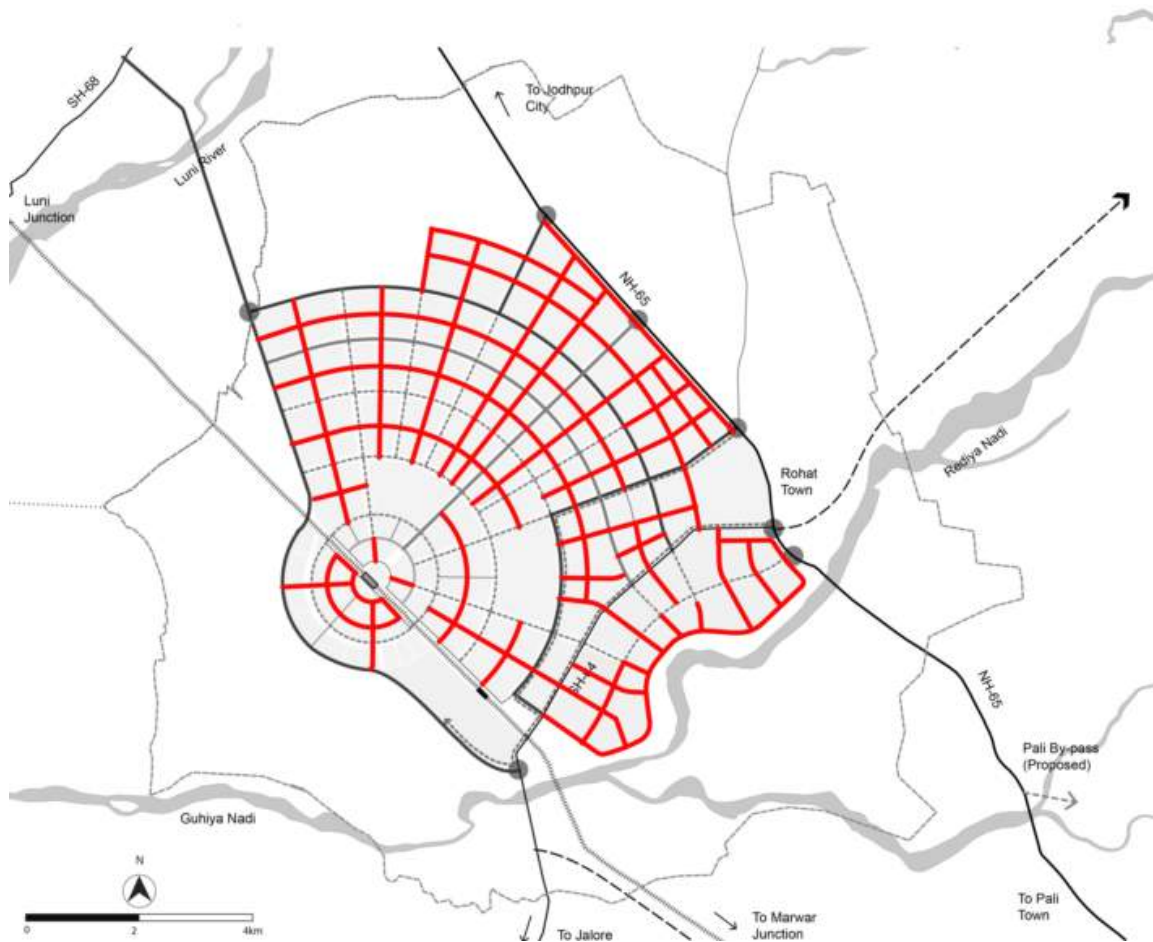 To Jodhpur
City
SH-68
Luni River
Luni
Junction
NH-65
Rohat
Town
Rediya Nadi
SH-64
NH-65
Pali By-pass
(Proposed)
Guhiya Nadi
N
0
2
4km
To Pali
Town
To Marwar
Junction
To Jalore